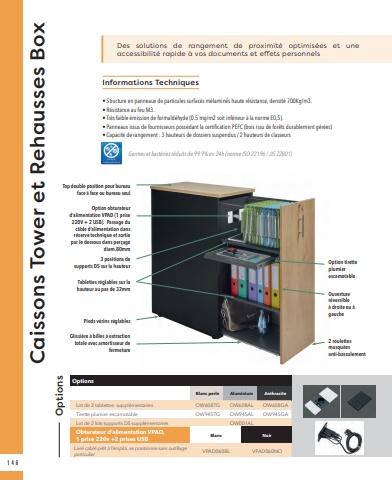 Caissons Tower et Rehausses Box
Des solutions de rangement de proximité optimisées et une
accessibilité rapide à vos documents et effets personnels
Informations Techniques
• Structure en panneaux de particules surfacés mélaminés haute résistance, densité 700Kg/m3.
• Résistance au feu M3.
• Très faible émission de formaldéhyde (0.5 mg/m2 soit inférieur à la norme E0,5).
• Panneaux issus de fournisseurs possédant la certification PEFC (bois issu de forêts durablement gérées)
• Capacité de rangement : 3 hauteurs de dossiers suspendus / 2 hauteurs de classeurs
Germes et bactéries réduits de 99.9% en 24h (norme ISO 22196 / JIS Z2801)
Top double position pour bureau
face à face ou bureau seul
Option obturateur
d'alimentation VPAD (1 prise
220V + 2 USB). Passage du
câble d'alimentation dans
réserve technique et sortie
par le dessous dans perçage
diam.80mm
3 positions de
supports DS sur la hauteur
Tablettes réglables sur la
hauteur au pas de 32mm
Pieds vérins réglables
Glissière à billes à extraction
totale avec amortisseur de
fermeture
Option tirette
plumier
escamotable
Ouverture
réversible
à droite ou à
gauche
2 roulettes
masquées
anti-basculement
Options
Options
Blanc perle Aluminium Anthracite
Lot de 2 tablettes supplémentaires OW608TG OW608AL OW608GA
Tirette plumier escamotable OW945TG OW945AL OW945GA
Lot de 2 kits supports DS supplémentaires OW001AL
Obturateur d'alimentation VPAD,
1 prise 220v +2 prises USB
Blanc Noir
Livré câblé prêt à l'emploi, se positionne sans outillage
particulier
VPAD360BL VPAD360NO
146